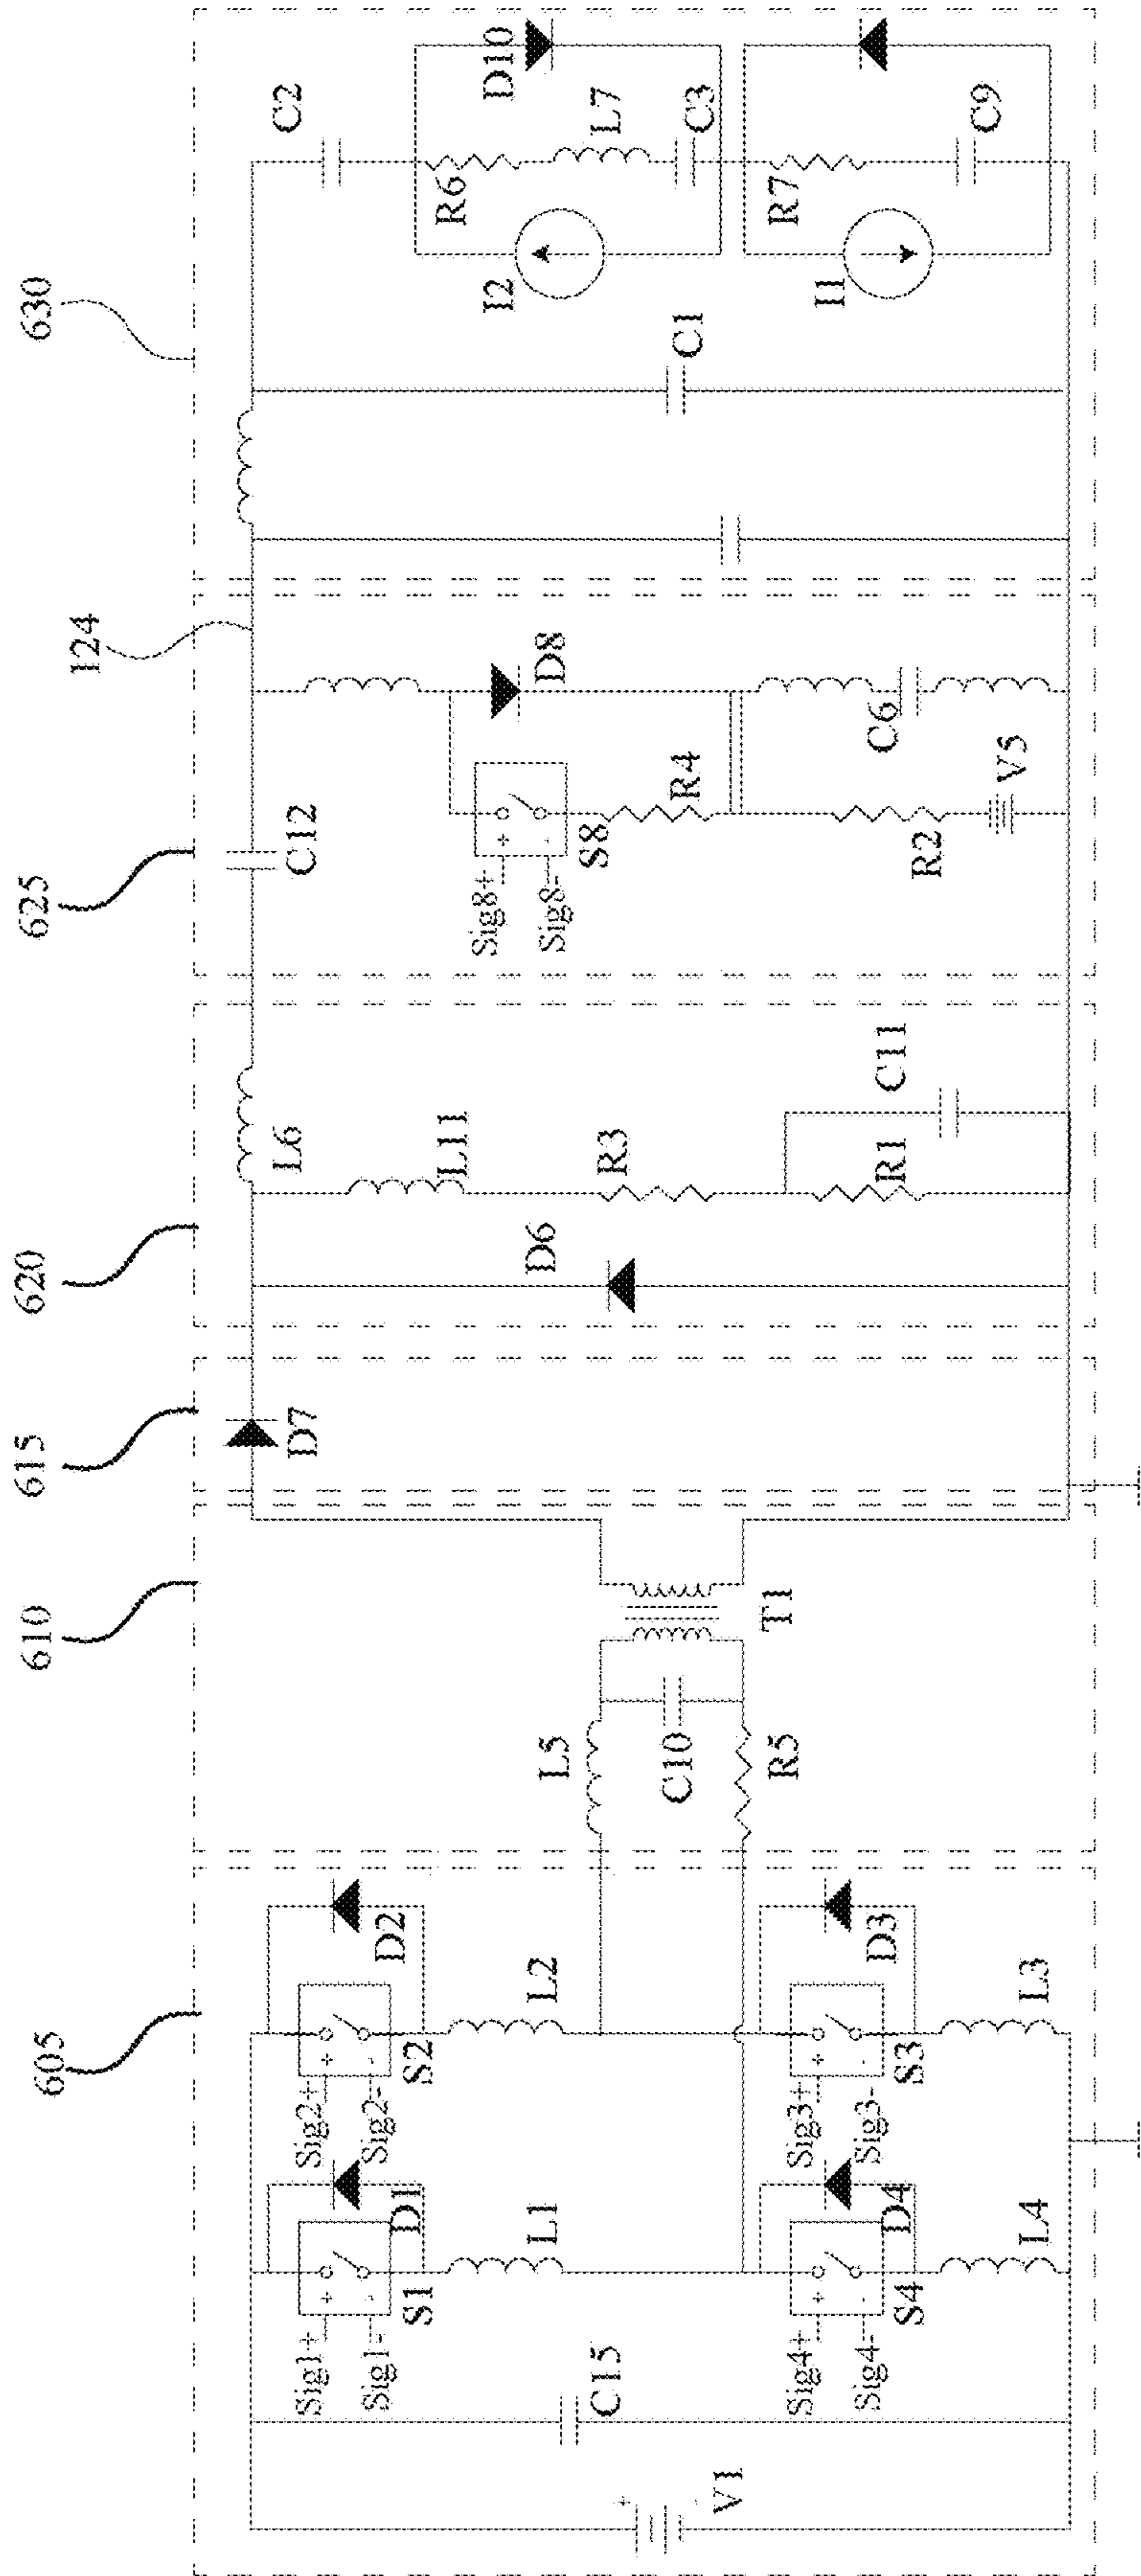 605
610
615
620
625
124
630
V1
+
C15
Sig1+
Sig1-
+
-
S1
D1
L1
Sig2+
Sig2-
+
-
S2
D2
L2
Sig4+
Sig4-
+
-
S4
D4
L4
Sig3+
Sig3-
+
-
S3
D3
L3
L5
C10
R5
T1
D7
D6
L6
L11
R3
R1
C11
C12
Sig8+
Sig8-
+
-
S8
D8
R4
R2
C6
V5
C1
C2
I2
R6
L7
C3
D10
I1
R7
C9